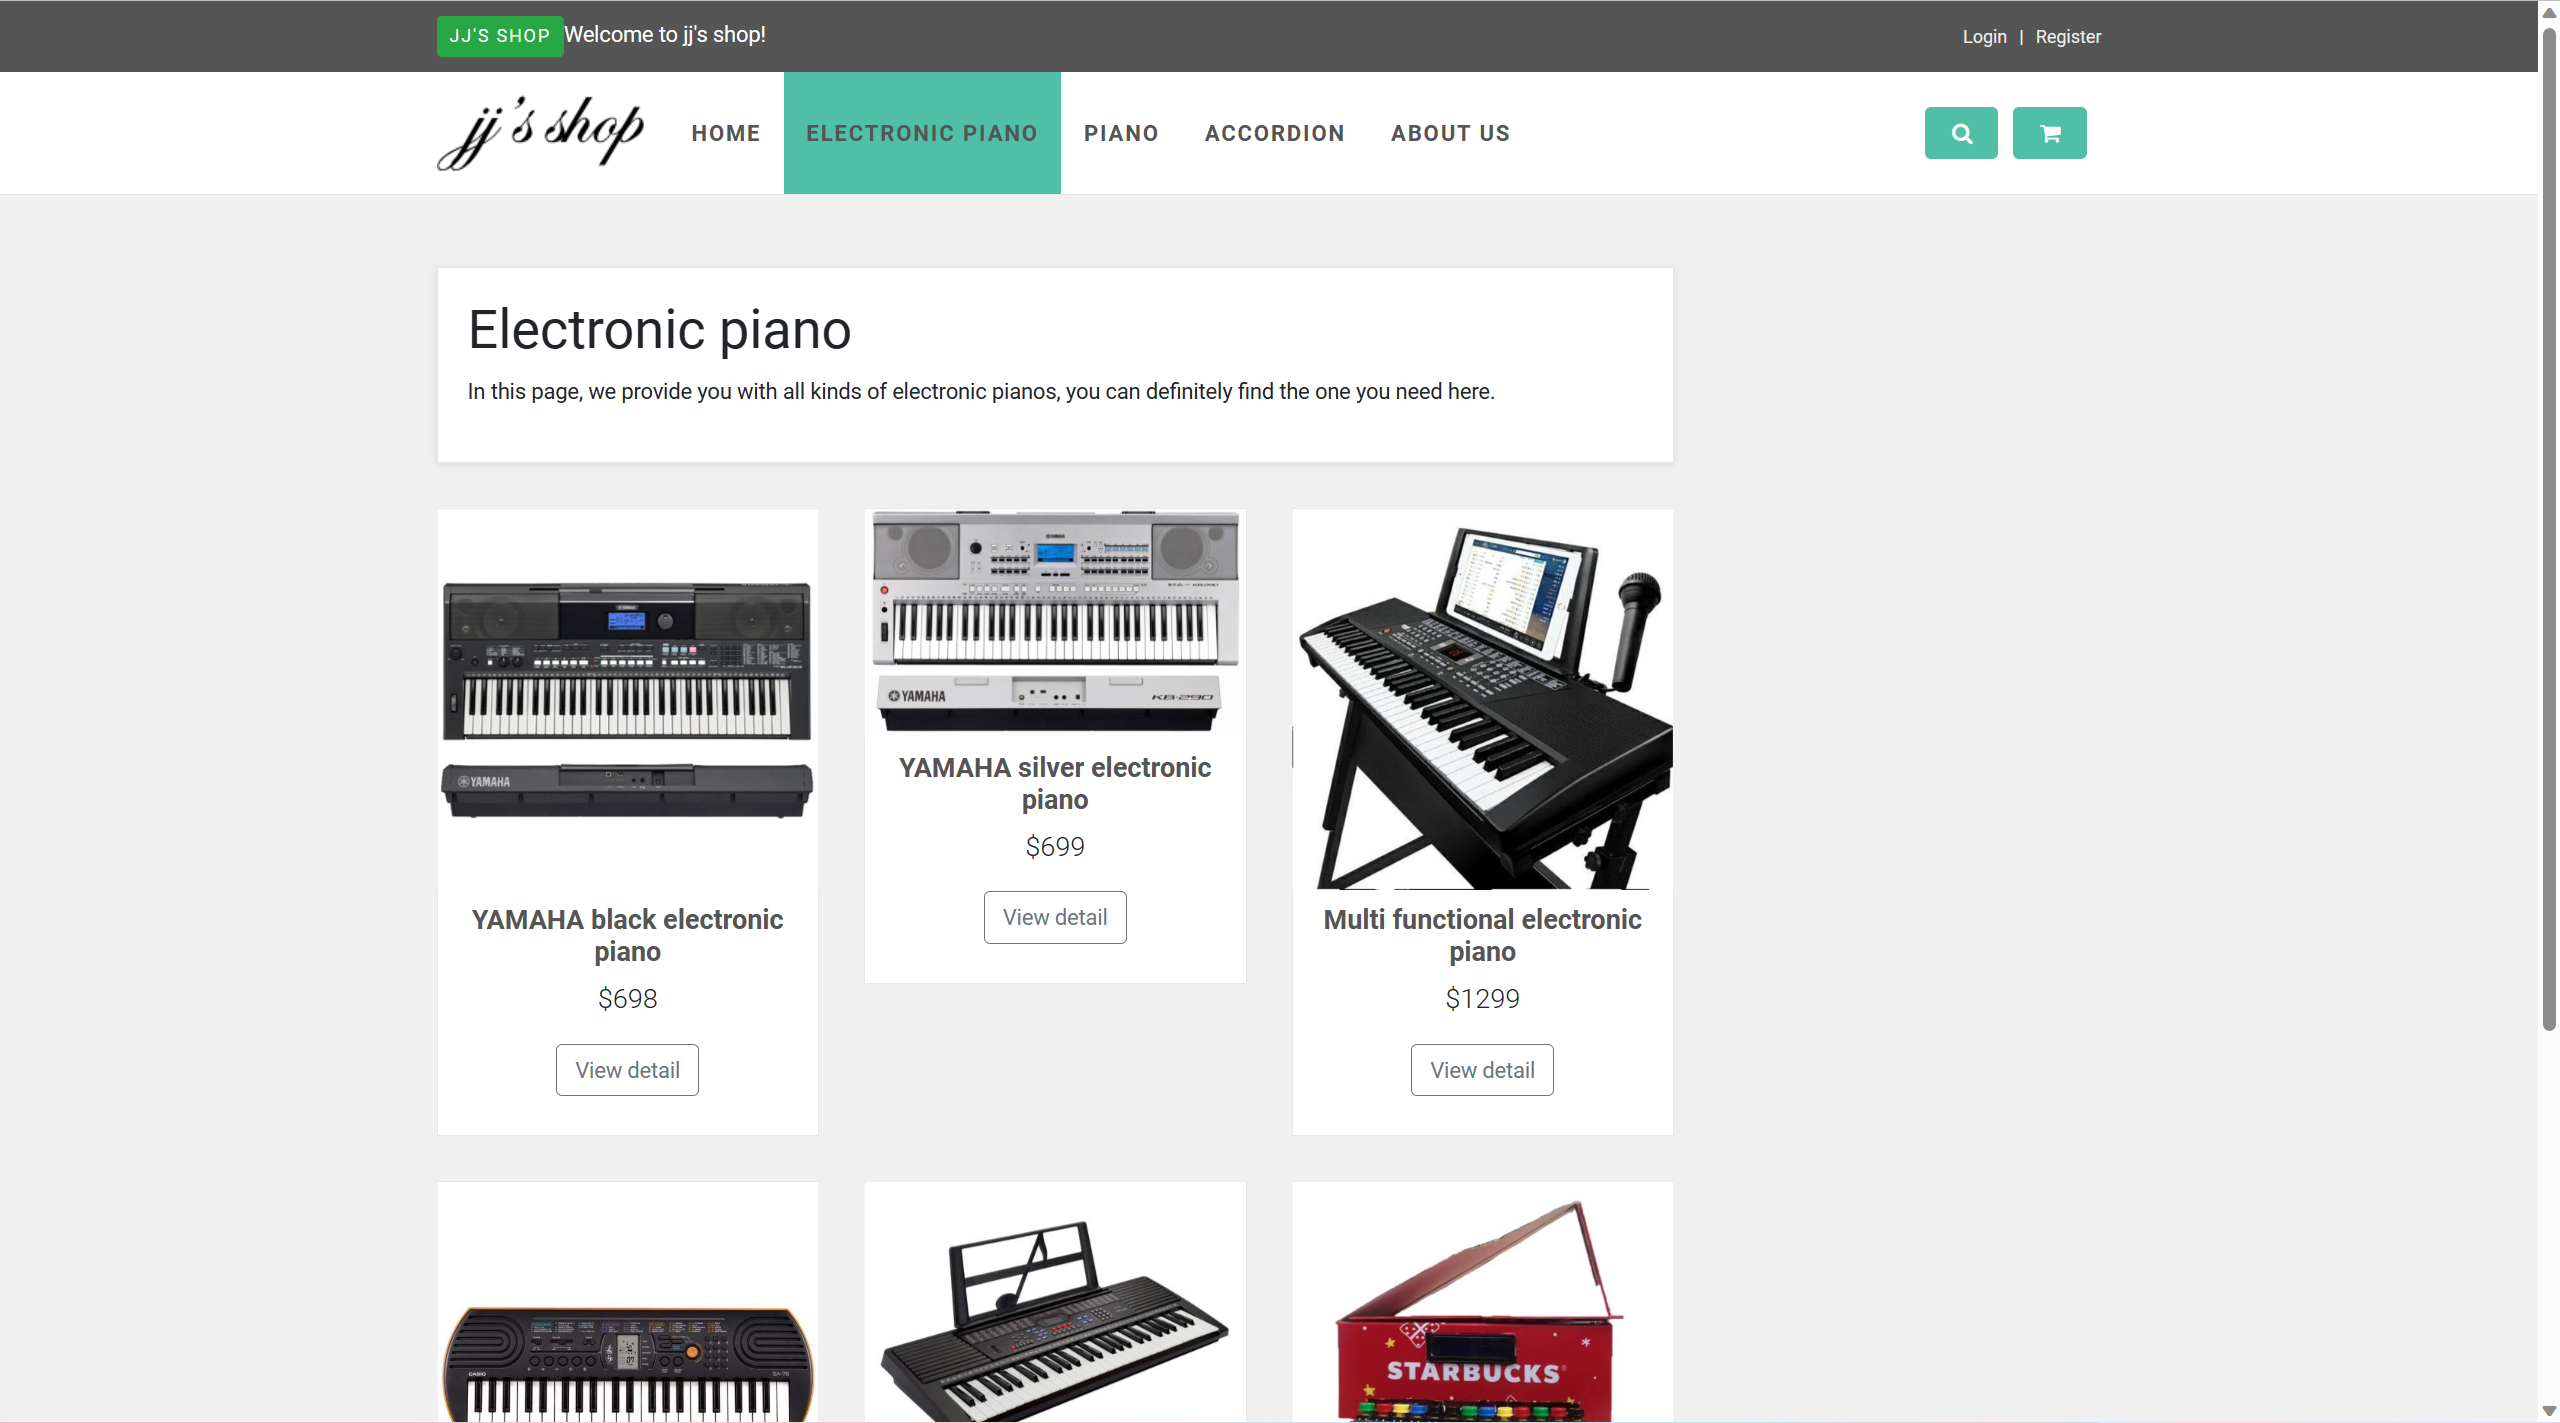 JJ'S SHOP Welcome to jj's shop!
Login | Register
jj's shop
HOME
ELECTRONIC PIANO
PIANO
ACCORDION
ABOUT US
Electronic piano
In this page, we provide you with all kinds of electronic pianos, you can definitely find the one you need here.
YAMAHA
YAMAHA black electronic
piano
$698
View detail
YAMAHA
YAMAHA
KB-290
YAMAHA silver electronic
piano
$699
View detail
Multi functional electronic
piano
$1299
View detail
CASIO
SA-76
STARBUCKS